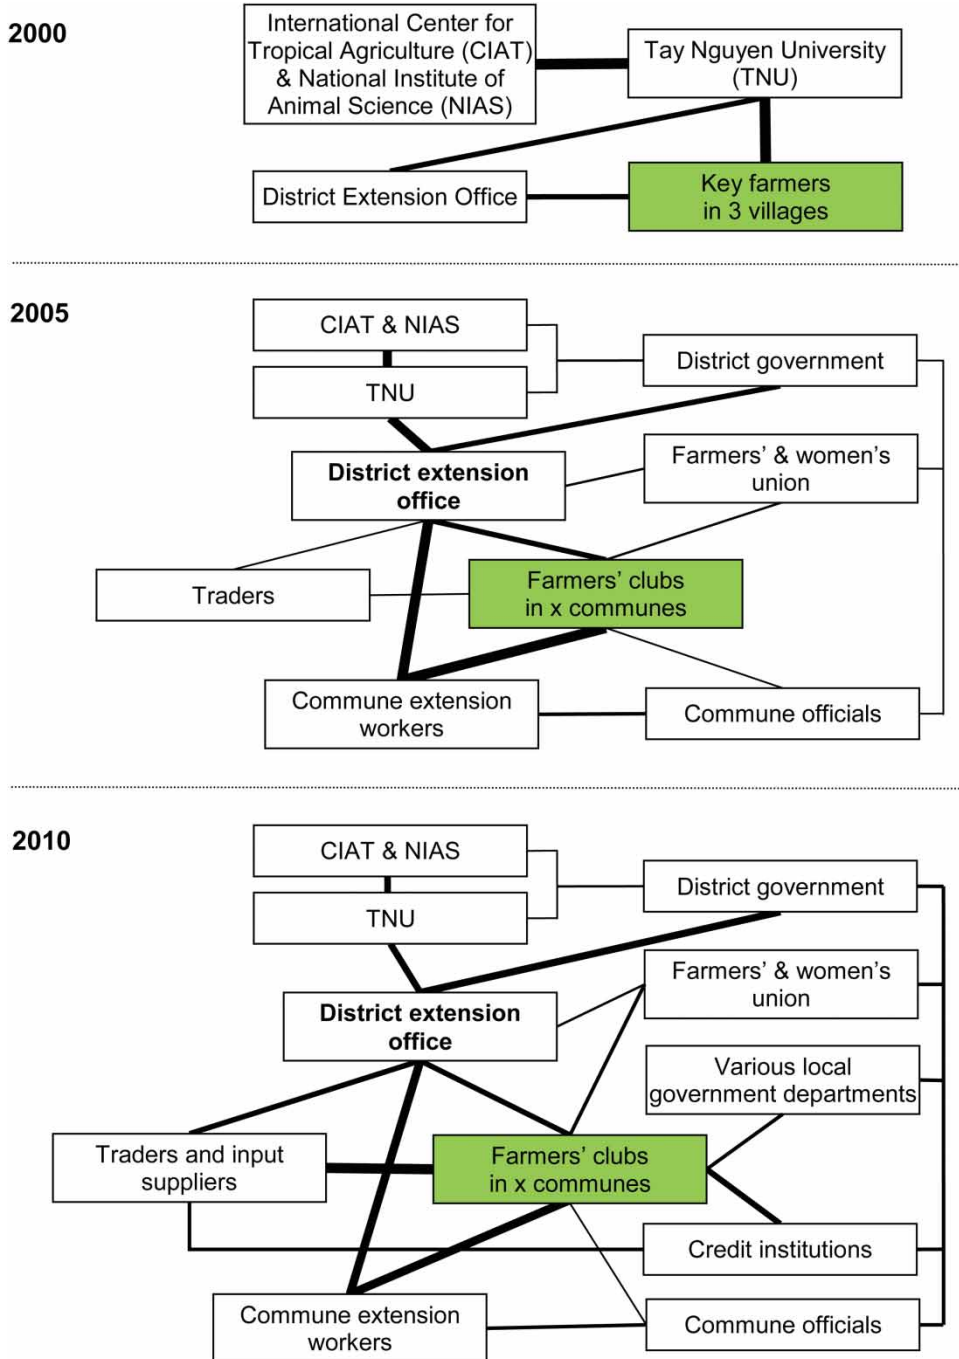 2000
International Center for
Tropical Agriculture (CIAT)
& National Institute of
Animal Science (NIAS)
Tay Nguyen University
(TNU)
District Extension Office
Key farmers
in 3 villages
2005
CIAT & NIAS
District government
TNU
Farmers' & women's
union
District extension
office
Traders
Farmers' clubs
in x communes
Commune extension
workers
Commune officials
2010
CIAT & NIAS
District government
TNU
Farmers' & women's
union
District extension
office
Various local
government departments
Traders and input
suppliers
Farmers' clubs
in x communes
Credit institutions
Commune extension
workers
Commune officials